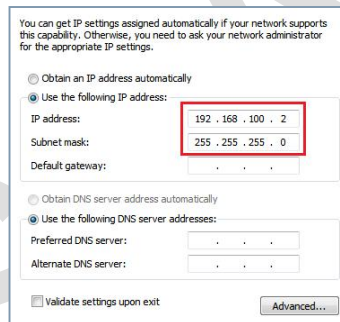 You can get IP settings assigned automatically if your network supports
this capability. Otherwise, you need to ask your network administrator
for the appropriate IP settings.
Obtain an IP address automatically
Use the following IP address:
IP address: 192 . 168 . 100 . 2
Subnet mask: 255 . 255 . 255 . 0
Default gateway: . . .
Obtain DNS server address automatically
Use the following DNS server addresses:
Preferred DNS server: . . .
Alternate DNS server: . . .
Validate settings upon exit Advanced...